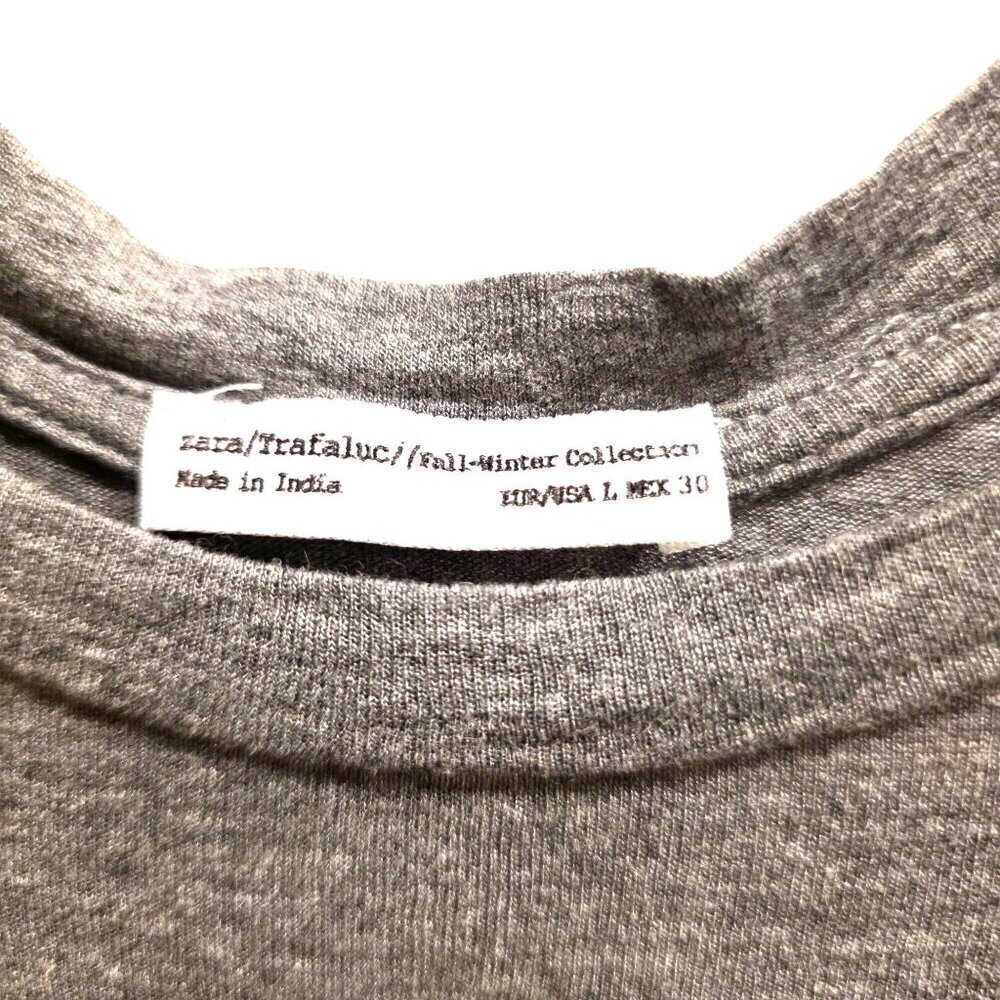 zara/Trafaluc//Fall-Winter Collection
Made in India EUR/USA L MEX 30